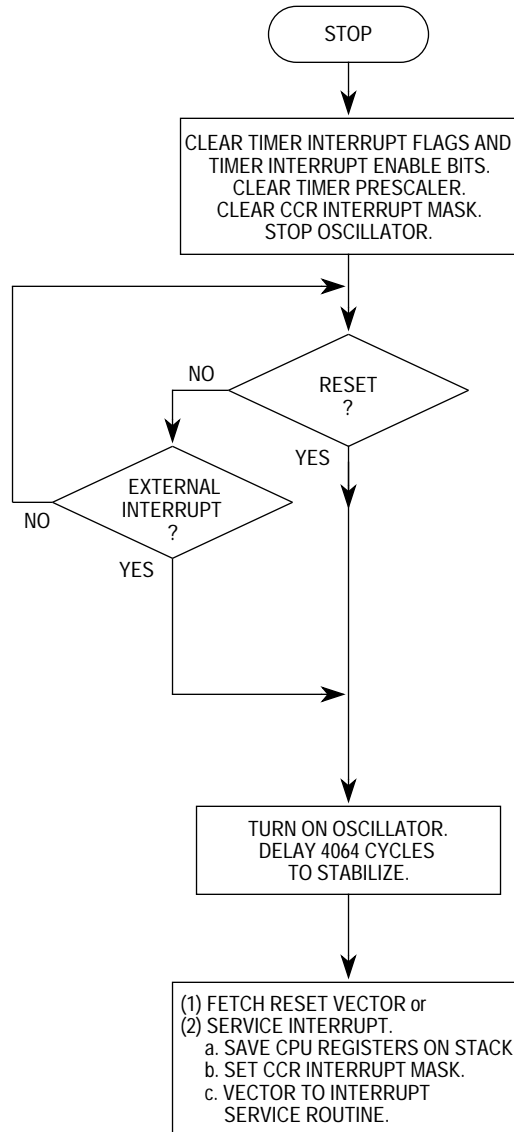 STOP
CLEAR TIMER INTERRUPT FLAGS AND
TIMER INTERRUPT ENABLE BITS.
CLEAR TIMER PRESCALER.
CLEAR CCR INTERRUPT MASK.
STOP OSCILLATOR.
NO
RESET
?
YES
EXTERNAL
INTERRUPT
?
NO
YES
TURN ON OSCILLATOR.
DELAY 4064 CYCLES
TO STABILIZE.
(1) FETCH RESET VECTOR or
(2) SERVICE INTERRUPT.
a. SAVE CPU REGISTERS ON STACK.
b. SET CCR INTERRUPT MASK.
c. VECTOR TO INTERRUPT
SERVICE ROUTINE.